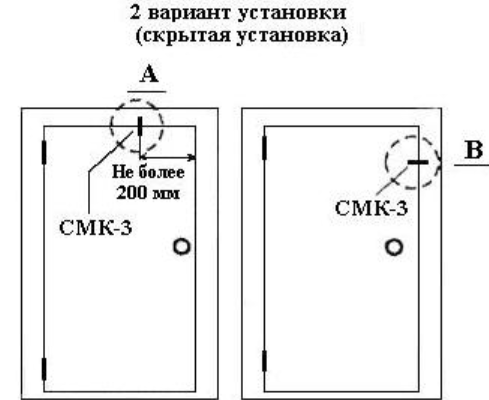 2 вариант установки
(скрытая установка)
А
Не более
200 мм
СМК-3
В
СМК-3